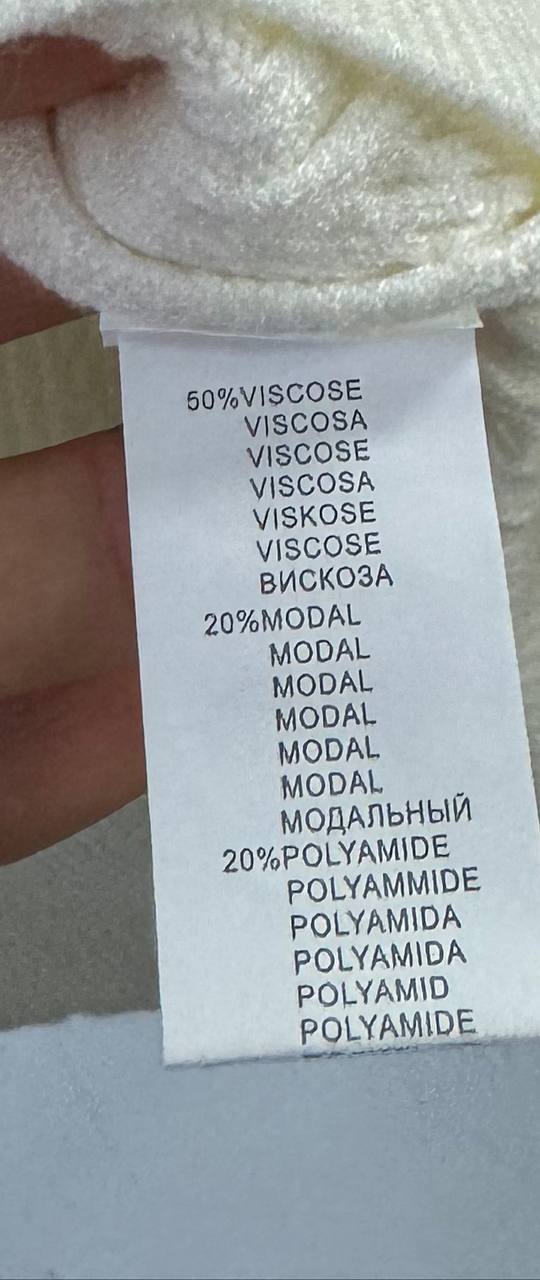 50%VISCOSE
VISCOSA
VISCOSE
VISCOSA
VISKOSE
VISCOSE
ВИСКОЗА
20%MODAL
MODAL
MODAL
MODAL
MODAL
MODAL
МОДАЛЬНЫЙ
20%POLYAMIDE
POLYAMMIDE
POLYAMIDA
POLYAMIDA
POLYAMID
POLYAMIDE